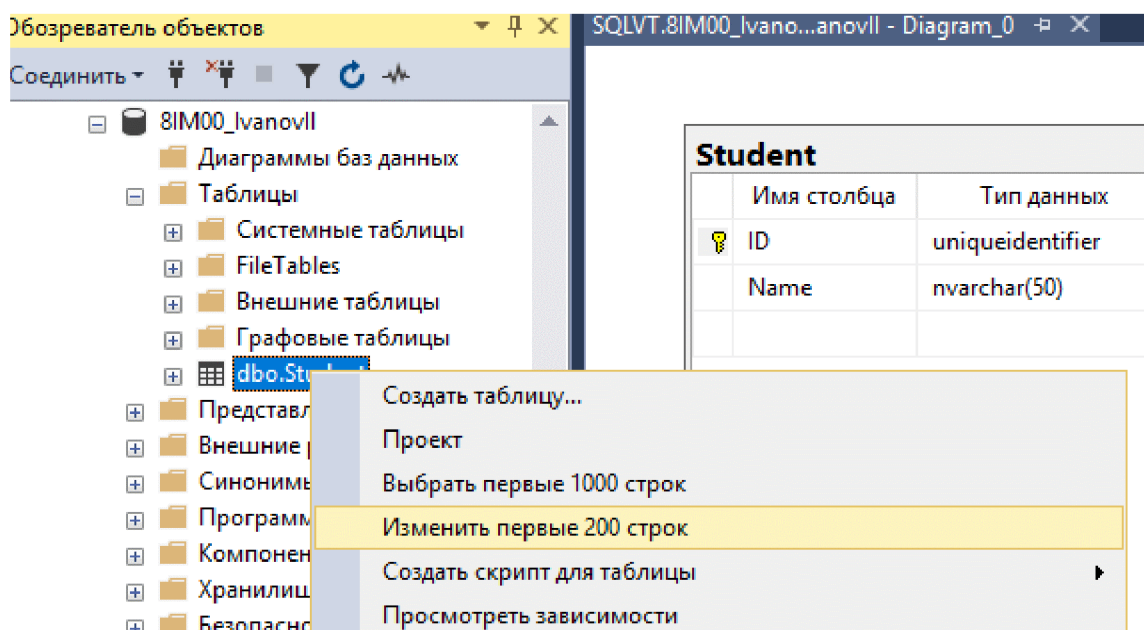 Обозреватель объектов
SQLVT.8IM00_Ivano...anovII - Diagram_0
Соединить
8IM00_IvanovII
Диаграммы баз данных
Таблицы
Системные таблицы
FileTables
Внешние таблицы
Графовые таблицы
Внешние
Student
Имя столбца Тип данных
ID uniqueidentifier
Name nvarchar(50)
Создать таблицу...
Проект
Выбрать первые 1000 строк
Изменить первые 200 строк
Создать скрипт для таблицы
Просмотреть зависимости